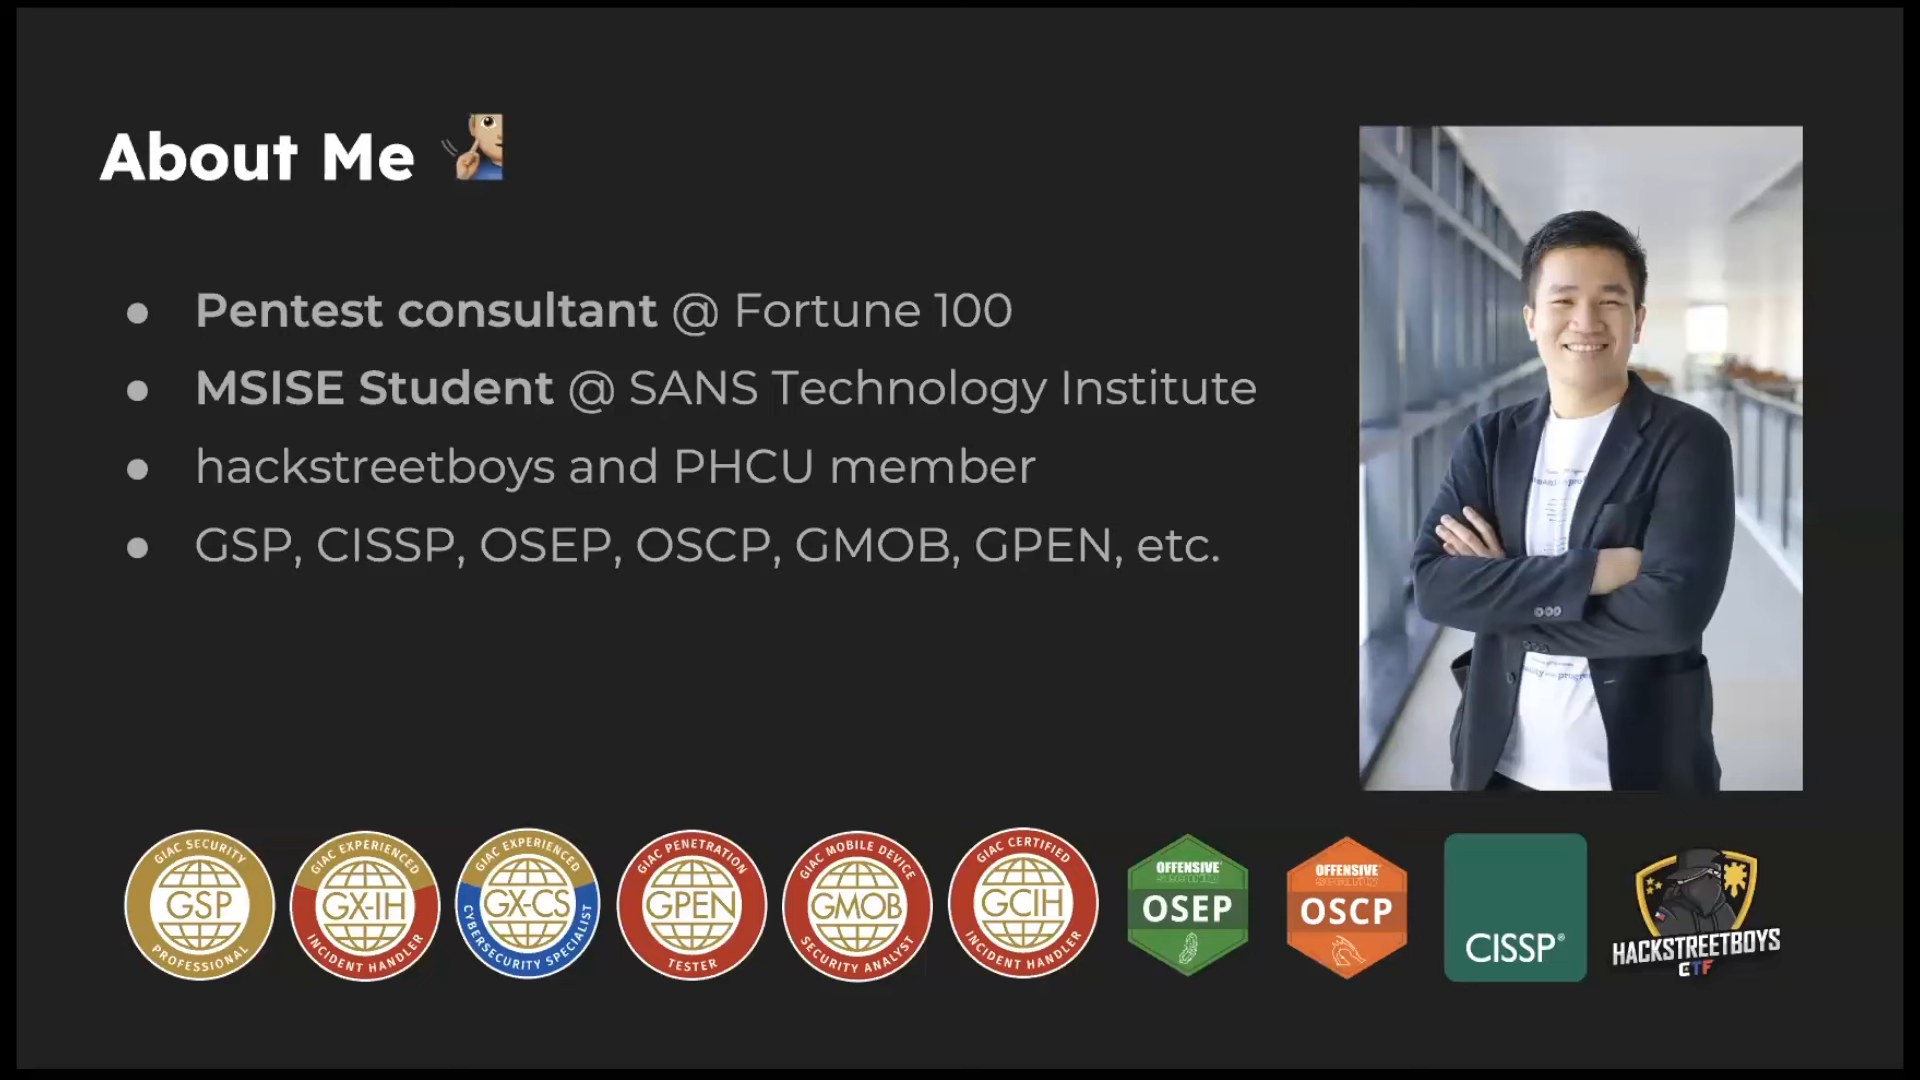 About Me
Pentest consultant @ Fortune 100
MSISE Student @ SANS Technology Institute
hackstreetboys and PHCU member
GSP, CISSP, OSEP, OSCP, GMOB, GPEN, etc.
GIAC SECURITY
GSP
PROFESSIONAL
GIAC EXPERIENCED
GX-IH
INCIDENT HANDLER
GIAC EXPERIENCED
GX-CS
CYBERSECURITY SPECIALIST
GIAC PENETRATION
GPEN
TESTER
GIAC MOBILE DEVICE
GMOB
SECURITY ANALYST
GIAC CERTIFIED
GCIH
INCIDENT HANDLER
OFFENSIVE
security
OSEP
OFFENSIVE
security
OSCP
CISSP®
HACKSTREETBOYS
CTF